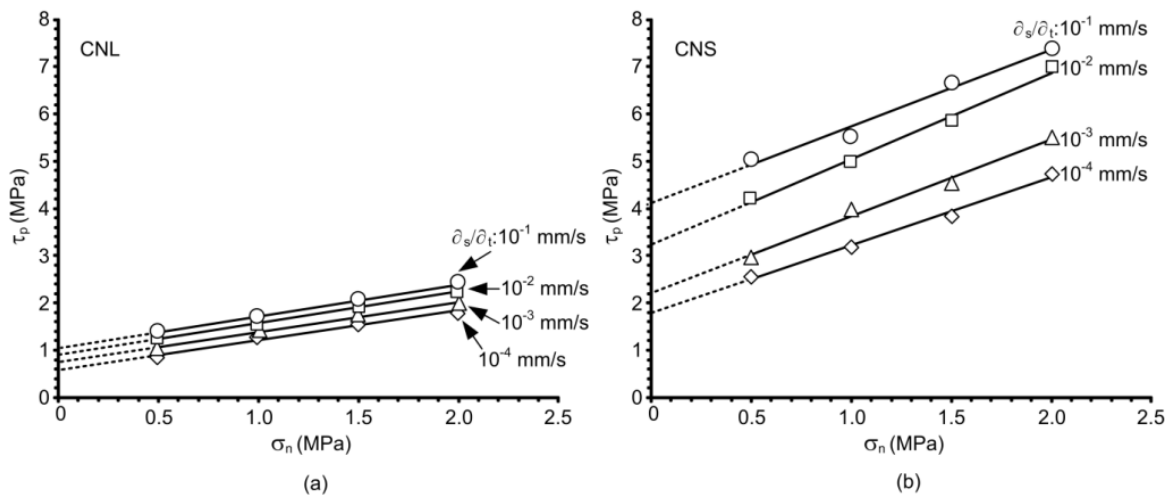 CNL
8
7
6
5
4
3
2
1
0
τp (MPa)
∂s/∂t:10⁻¹ mm/s
10⁻² mm/s
10⁻³ mm/s
10⁻⁴ mm/s
0 0.5 1.0 1.5 2.0 2.5
σn (MPa)
(a)
CNS
8
7
6
5
4
3
2
1
0
τp (MPa)
∂s/∂t:10⁻¹ mm/s
10⁻² mm/s
10⁻³ mm/s
10⁻⁴ mm/s
0 0.5 1.0 1.5 2.0 2.5
σn (MPa)
(b)